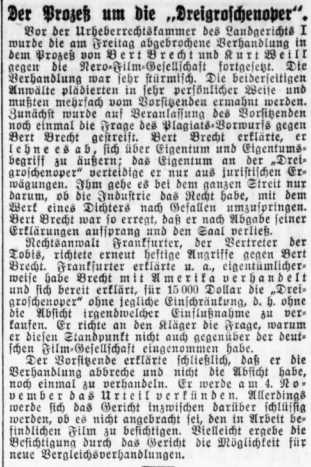 Der Prozeß um die „Dreigroschenoper“.
Vor der Urheberrechtskammer des Landgerichts I
wurde die am Freitag abgebrochene Verhandlung in
dem Prozeß von Bert Brecht und Kurt Weill
gegen die Nero-Film-Gesellschaft fortgesetzt. Die
Verhandlung war sehr stürmisch. Die beiderseitigen
Anwälte plädierten in sehr persönlicher Weise und
mußten mehrfach vom Vorsitzenden ermahnt werden.
Zunächst wurde auf Veranlassung des Vorsitzenden
noch einmal die Frage des Plagiats-Vorwurfs gegen
Bert Brecht gestreift. Bert Brecht erklärte, er
lehne es ab, sich über Eigentum und Eigentums-
begriff zu äußern; das Eigentum an der „Drei-
groschenoper“ verteidige er nur aus juristischen Er-
wägungen. Ihm gehe es bei dem ganzen Streit nur
darum, ob die Industrie das Recht habe, mit dem
Wert eines Dichters nach Gefallen umzuspringen.
Bert Brecht war so erregt, daß er nach Abgabe seiner
Erklärungen aufsprang und den Saal verließ.
Rechtsanwalt Frankfurter, der Vertreter der
Tobis, richtete erneut heftige Angriffe gegen Bert
Brecht. Frankfurter erklärte u. a., eigentümlicher-
weise habe Brecht mit Amerika verhandelt
und sich bereit erklärt, für 15 000 Dollar die „Drei-
groschenoper“ ohne jegliche Einschränkung, d. h. ohne
die Absicht irgendwelcher Einflußnahme zu ver-
kaufen. Er richte an den Kläger die Frage, warum
er diesen Standpunkt nicht auch gegenüber der deut-
schen Film-Gesellschaft eingenommen habe.
Der Vorsitzende erklärte schließlich, daß er die
Verhandlung abbreche und nicht die Absicht habe,
noch einmal zu verhandeln. Er werde am 4. No-
vember das Urteil verkünden. Allerdings
werde sich das Gericht inzwischen darüber schlüssig
werden, ob es nicht angebracht sei, den in Arbeit be-
findlichen Film zu besichtigen. Vielleicht ergebe die
Besichtigung durch das Gericht die Möglichkeit für
neue Vergleichsverhandlungen.